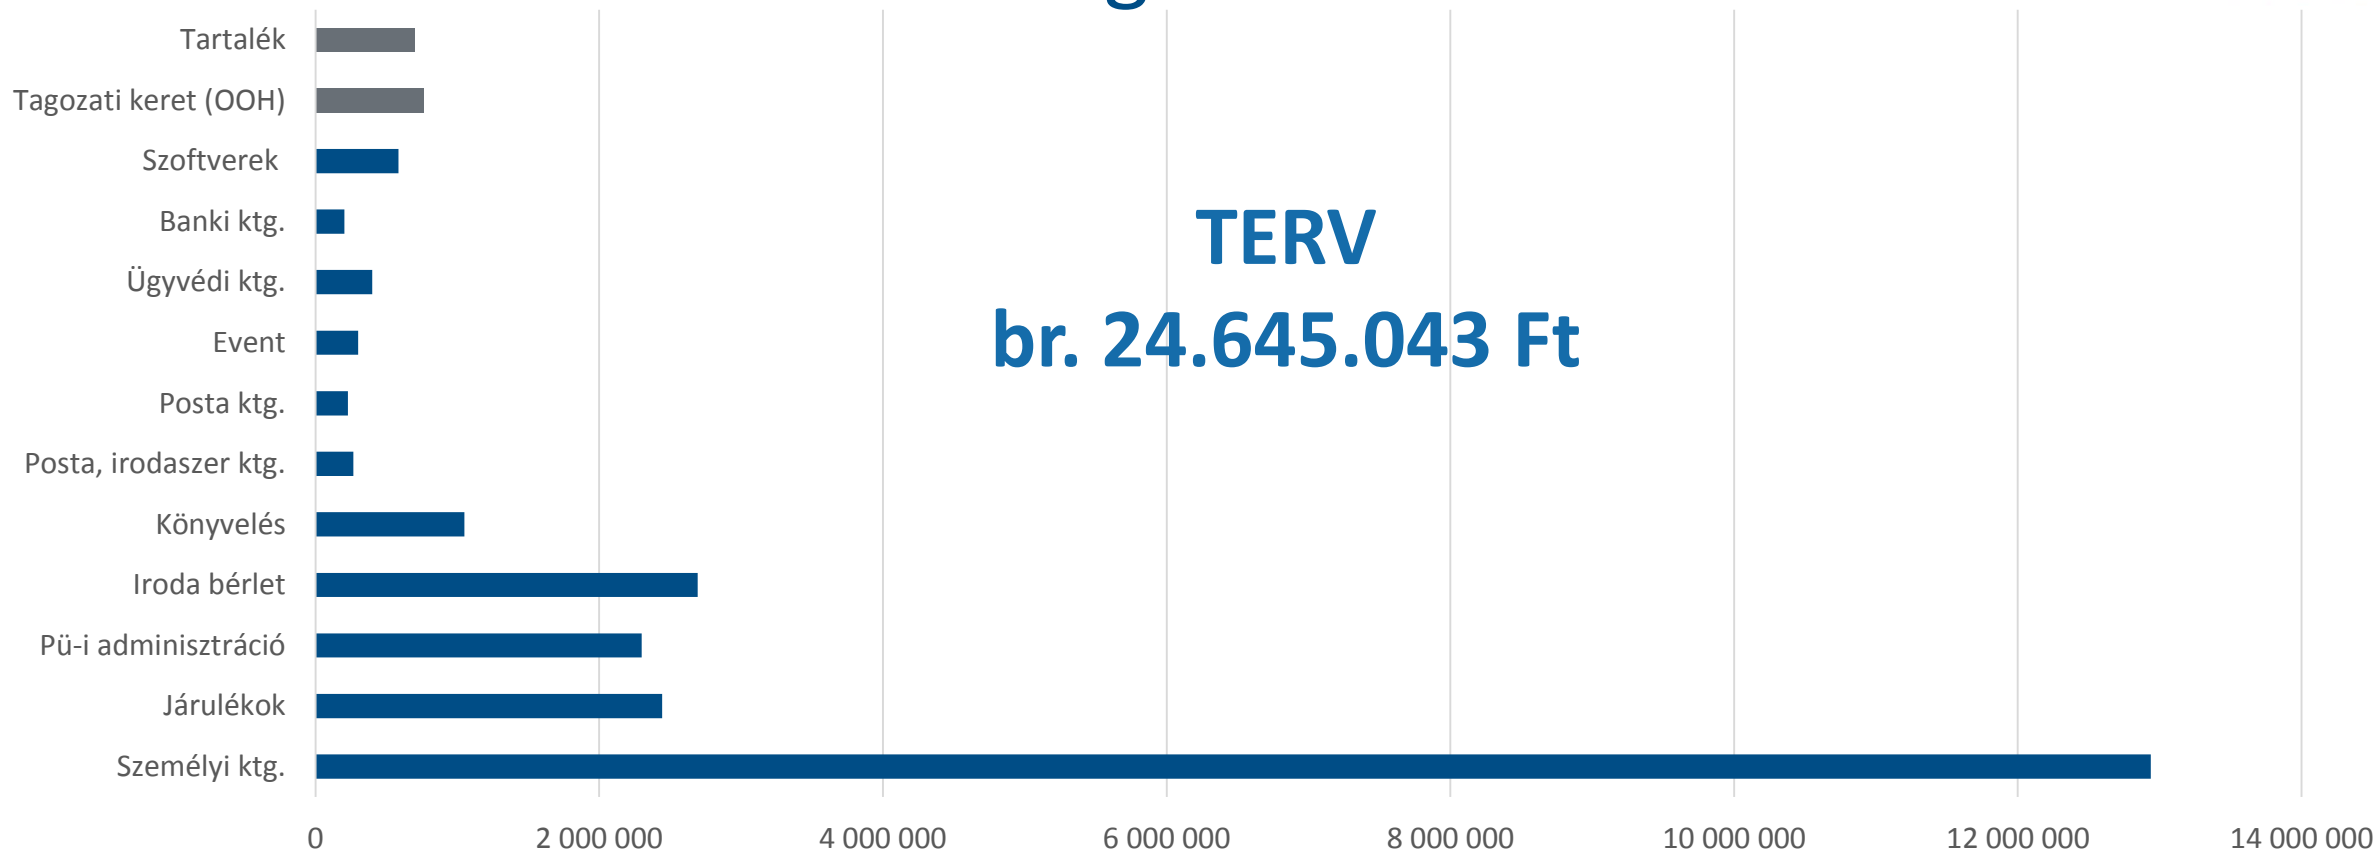 Tartalék
Tagozati keret (OOH)
Szoftverek
Banki ktg.
Ügyvédi ktg.
Event
Posta ktg.
Posta, irodaszer ktg.
Könyvelés
Iroda bérlet
Pü-i adminisztráció
Járulékok
Személyi ktg.
TERV
br. 24.645.043 Ft
0 2 000 000 4 000 000 6 000 000 8 000 000 10 000 000 12 000 000 14 000 000